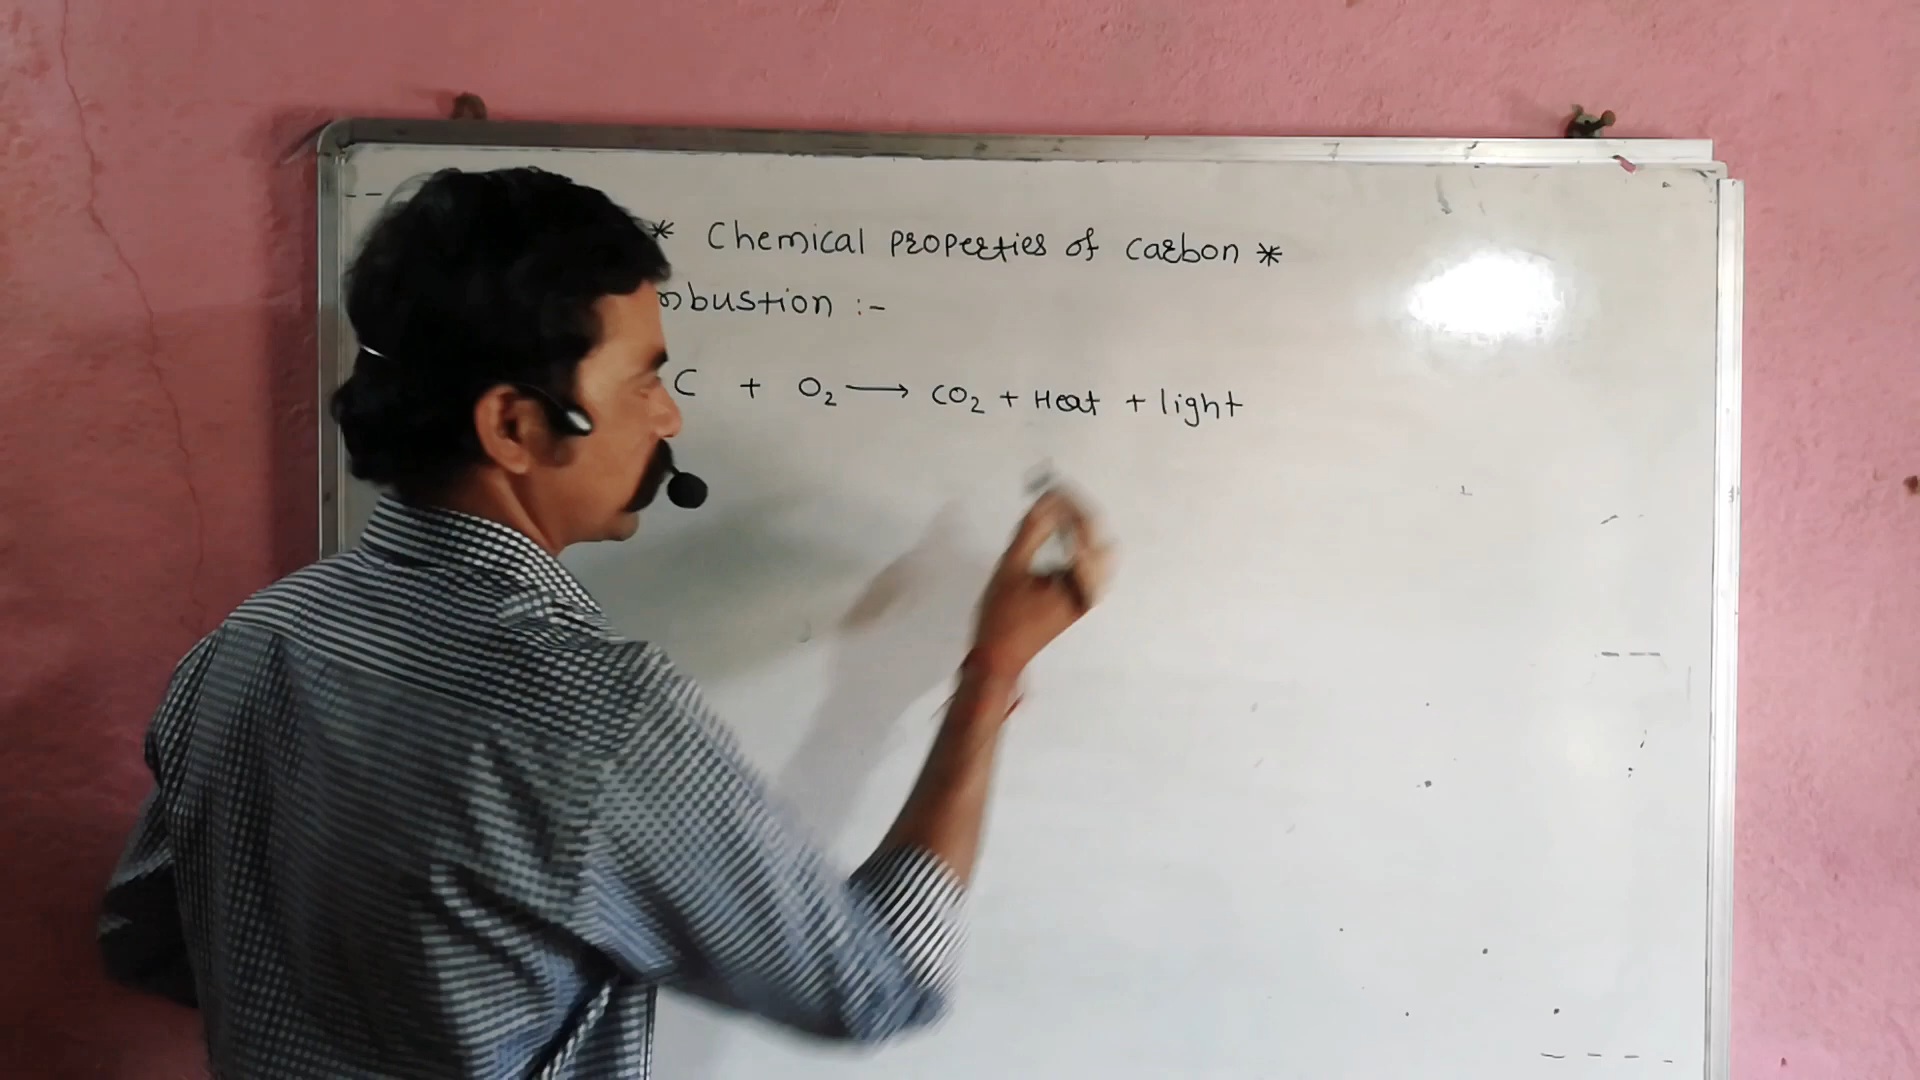 * Chemical properties of carbon *
mbustion :-
C + O₂ ⟶ CO₂ + Heat + light